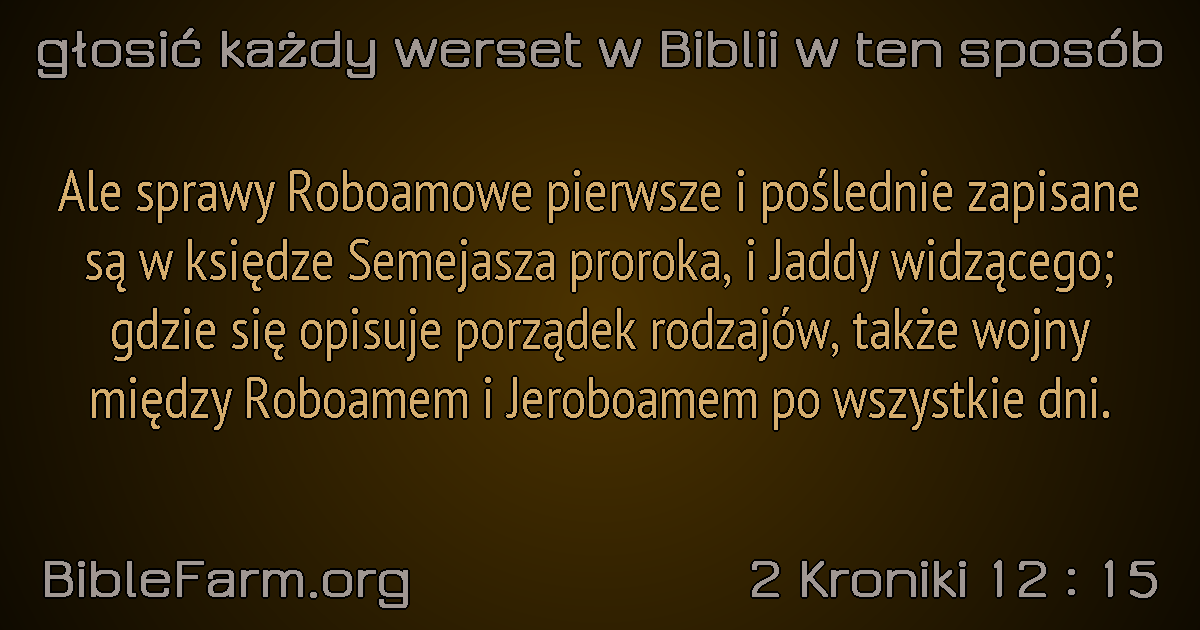 głosić każdy werset w Biblii w ten sposób
Ale sprawy Roboamowe pierwsze i poślednie zapisane
są w księdze Semejasza proroka, i Jaddy widzącego;
gdzie się opisuje porządek rodzajów, także wojny
między Roboamem i Jeroboamem po wszystkie dni.
BibleFarm.org
2 Kroniki 12 : 15